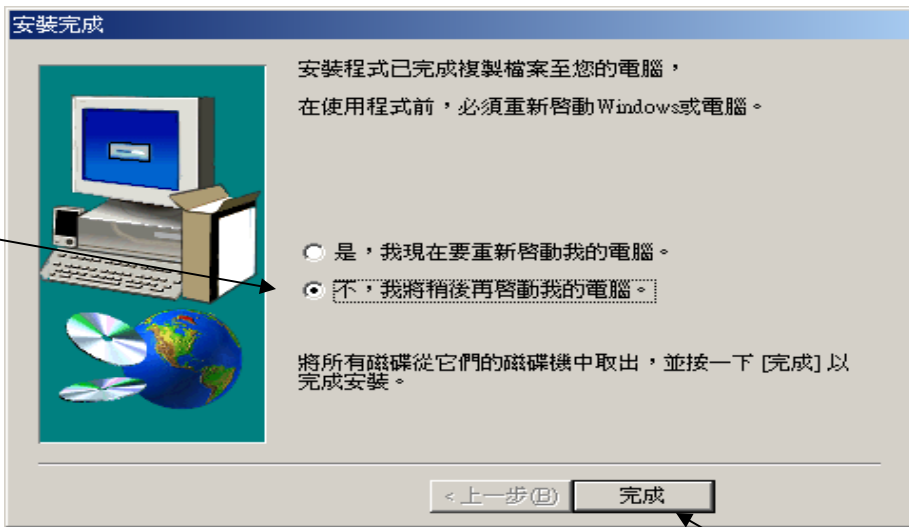 安裝完成
安裝程式已完成複製檔案至您的電腦，
在使用程式前，必須重新啓動Windows或電腦。
是，我現在要重新啓動我的電腦。
不，我將稍後再啓動我的電腦。
將所有磁碟從它們的磁碟機中取出，並按一下 [完成] 以
完成安裝。
<上一步(B)
完成